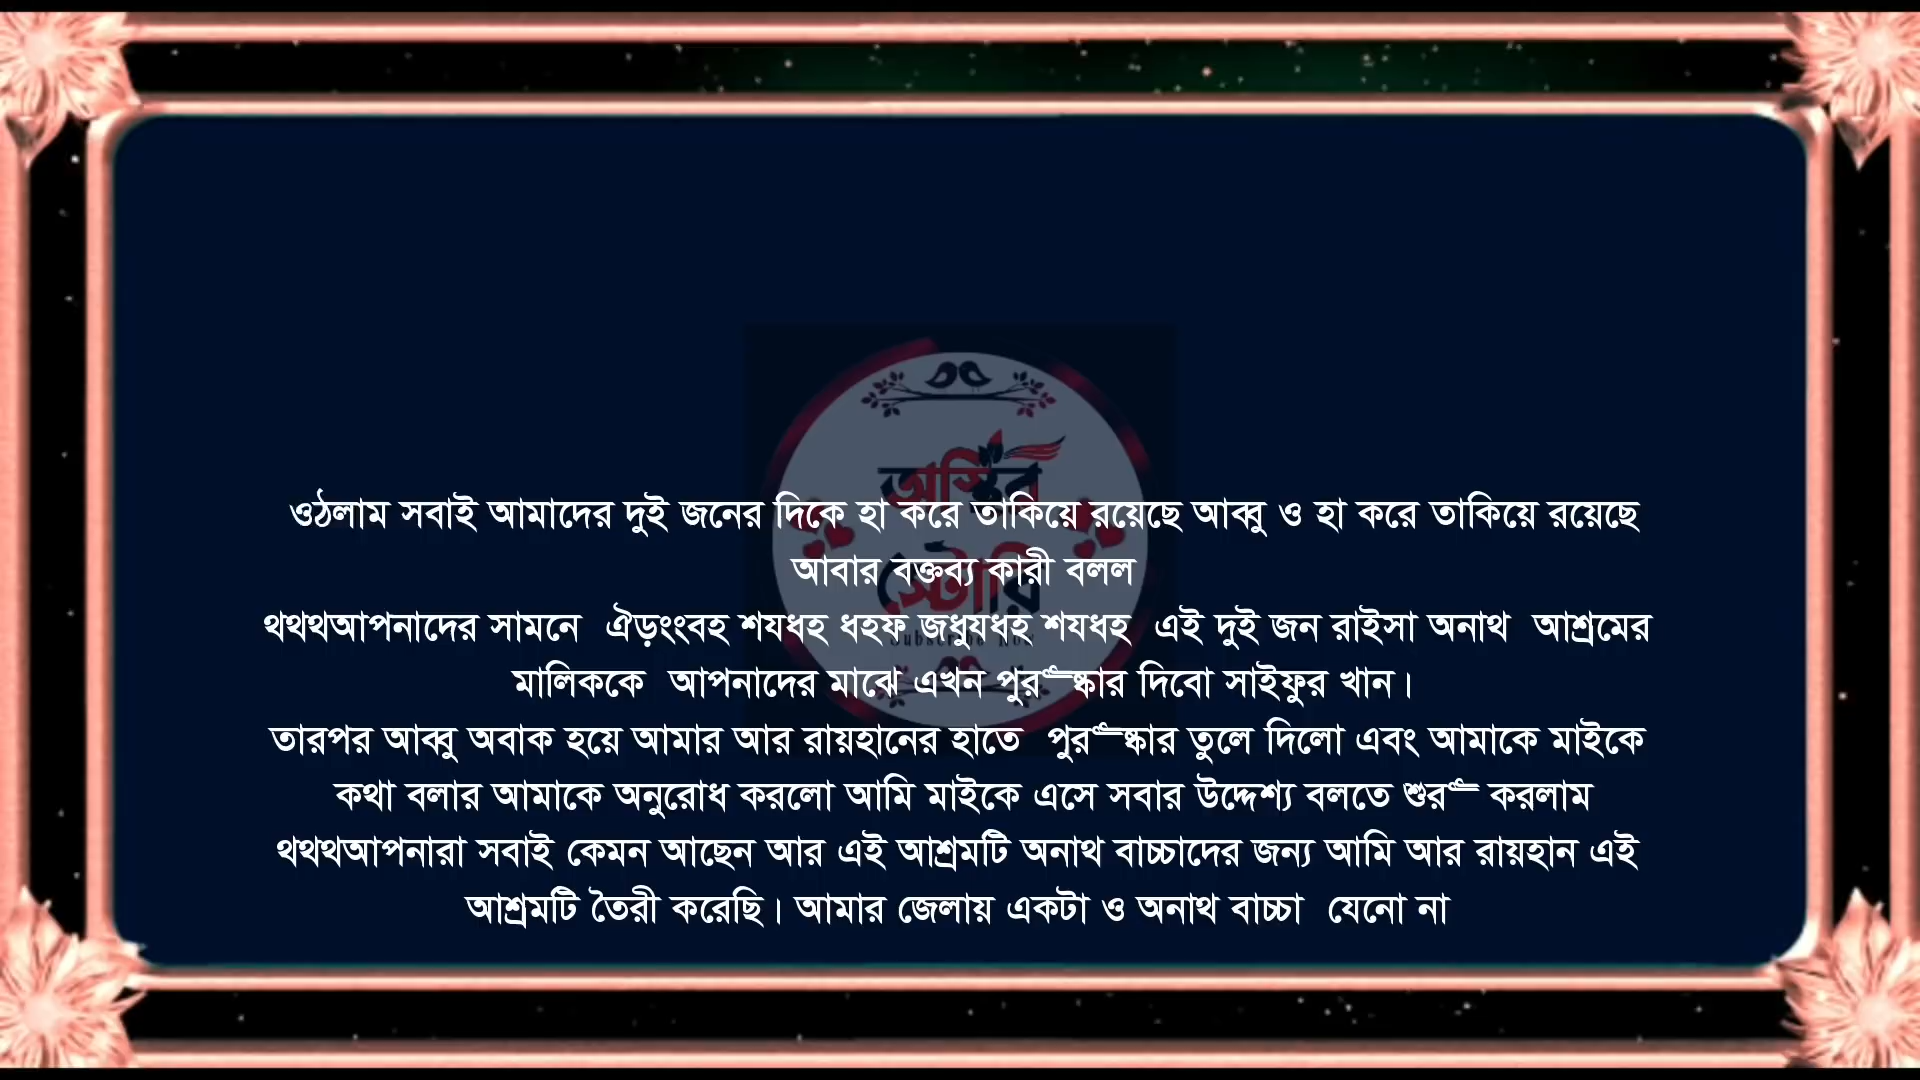 অস্থির
স্টোরি
Subscribe Now
ওঠলাম সবাই আমাদের দুই জনের দিকে হা করে তাকিয়ে রয়েছে আব্বু ও হা করে তাকিয়ে রয়েছে
আবার বক্তব্য কারী বলল
থথথআপনাদের সামনে ঐড়ংংবহ শযধহ ধহফ জধুযধহ শযধহ এই দুই জন রাইসা অনাথ আশ্রমের
মালিককে আপনাদের মাঝে এখন পুরস্কার দিবো সাইফুর খান।
তারপর আব্বু অবাক হয়ে আমার আর রায়হানের হাতে পুরস্কার তুলে দিলো এবং আমাকে মাইকে
কথা বলার আমাকে অনুরোধ করলো আমি মাইকে এসে সবার উদ্দেশ্য বলতে শুর করলাম
থথথআপনারা সবাই কেমন আছেন আর এই আশ্রমটি অনাথ বাচ্চাদের জন্য আমি আর রায়হান এই
আশ্রমটি তৈরী করেছি। আমার জেলায় একটা ও অনাথ বাচ্চা যেনো না